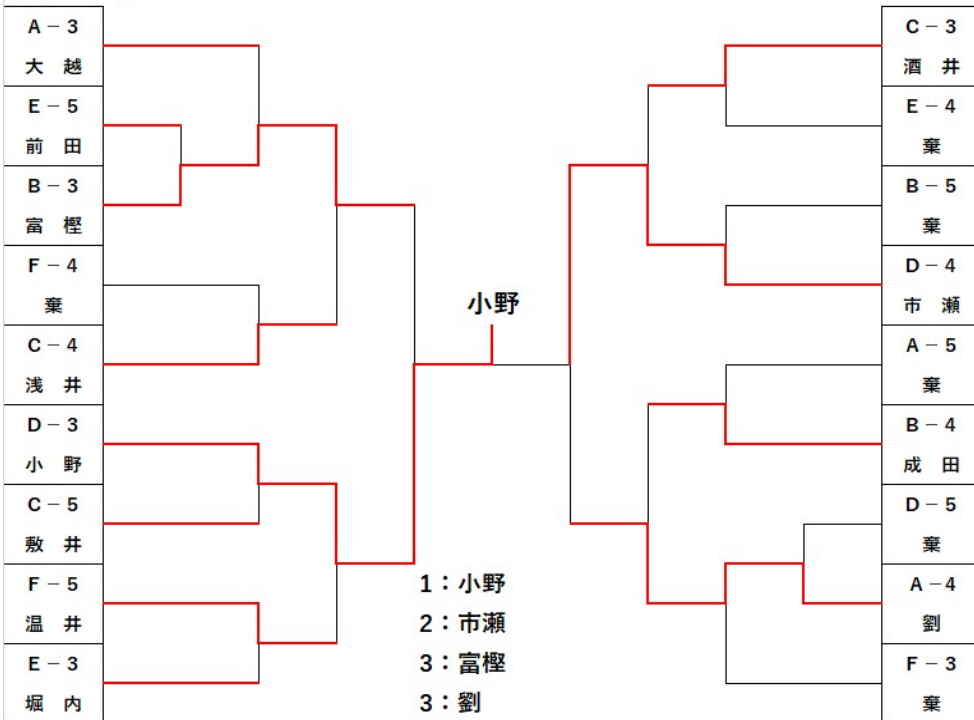 A－3
大 越
E－5
前 田
B－3
富 樫
F－4
棄
C－4
浅 井
D－3
小 野
C－5
敷 井
F－5
温 井
E－3
堀 内
小野
1：小野
2：市瀬
3：富樫
3：劉
C－3
酒 井
E－4
棄
B－5
棄
D－4
市 瀬
A－5
棄
B－4
成 田
D－5
棄
A－4
劉
F－3
棄